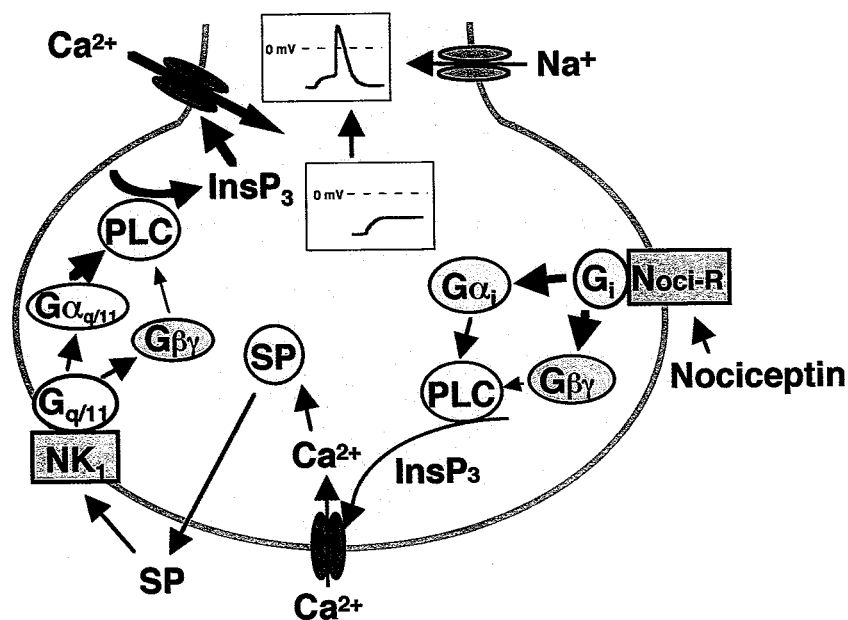 Ca²⁺
0 mV
Na⁺
InsP₃
0 mV
PLC
Gαq/11
Gβγ
Gαi
Gi
Noci-R
SP
PLC
Gβγ
Nociceptin
Gq/11
NK₁
Ca²⁺
InsP₃
SP
Ca²⁺